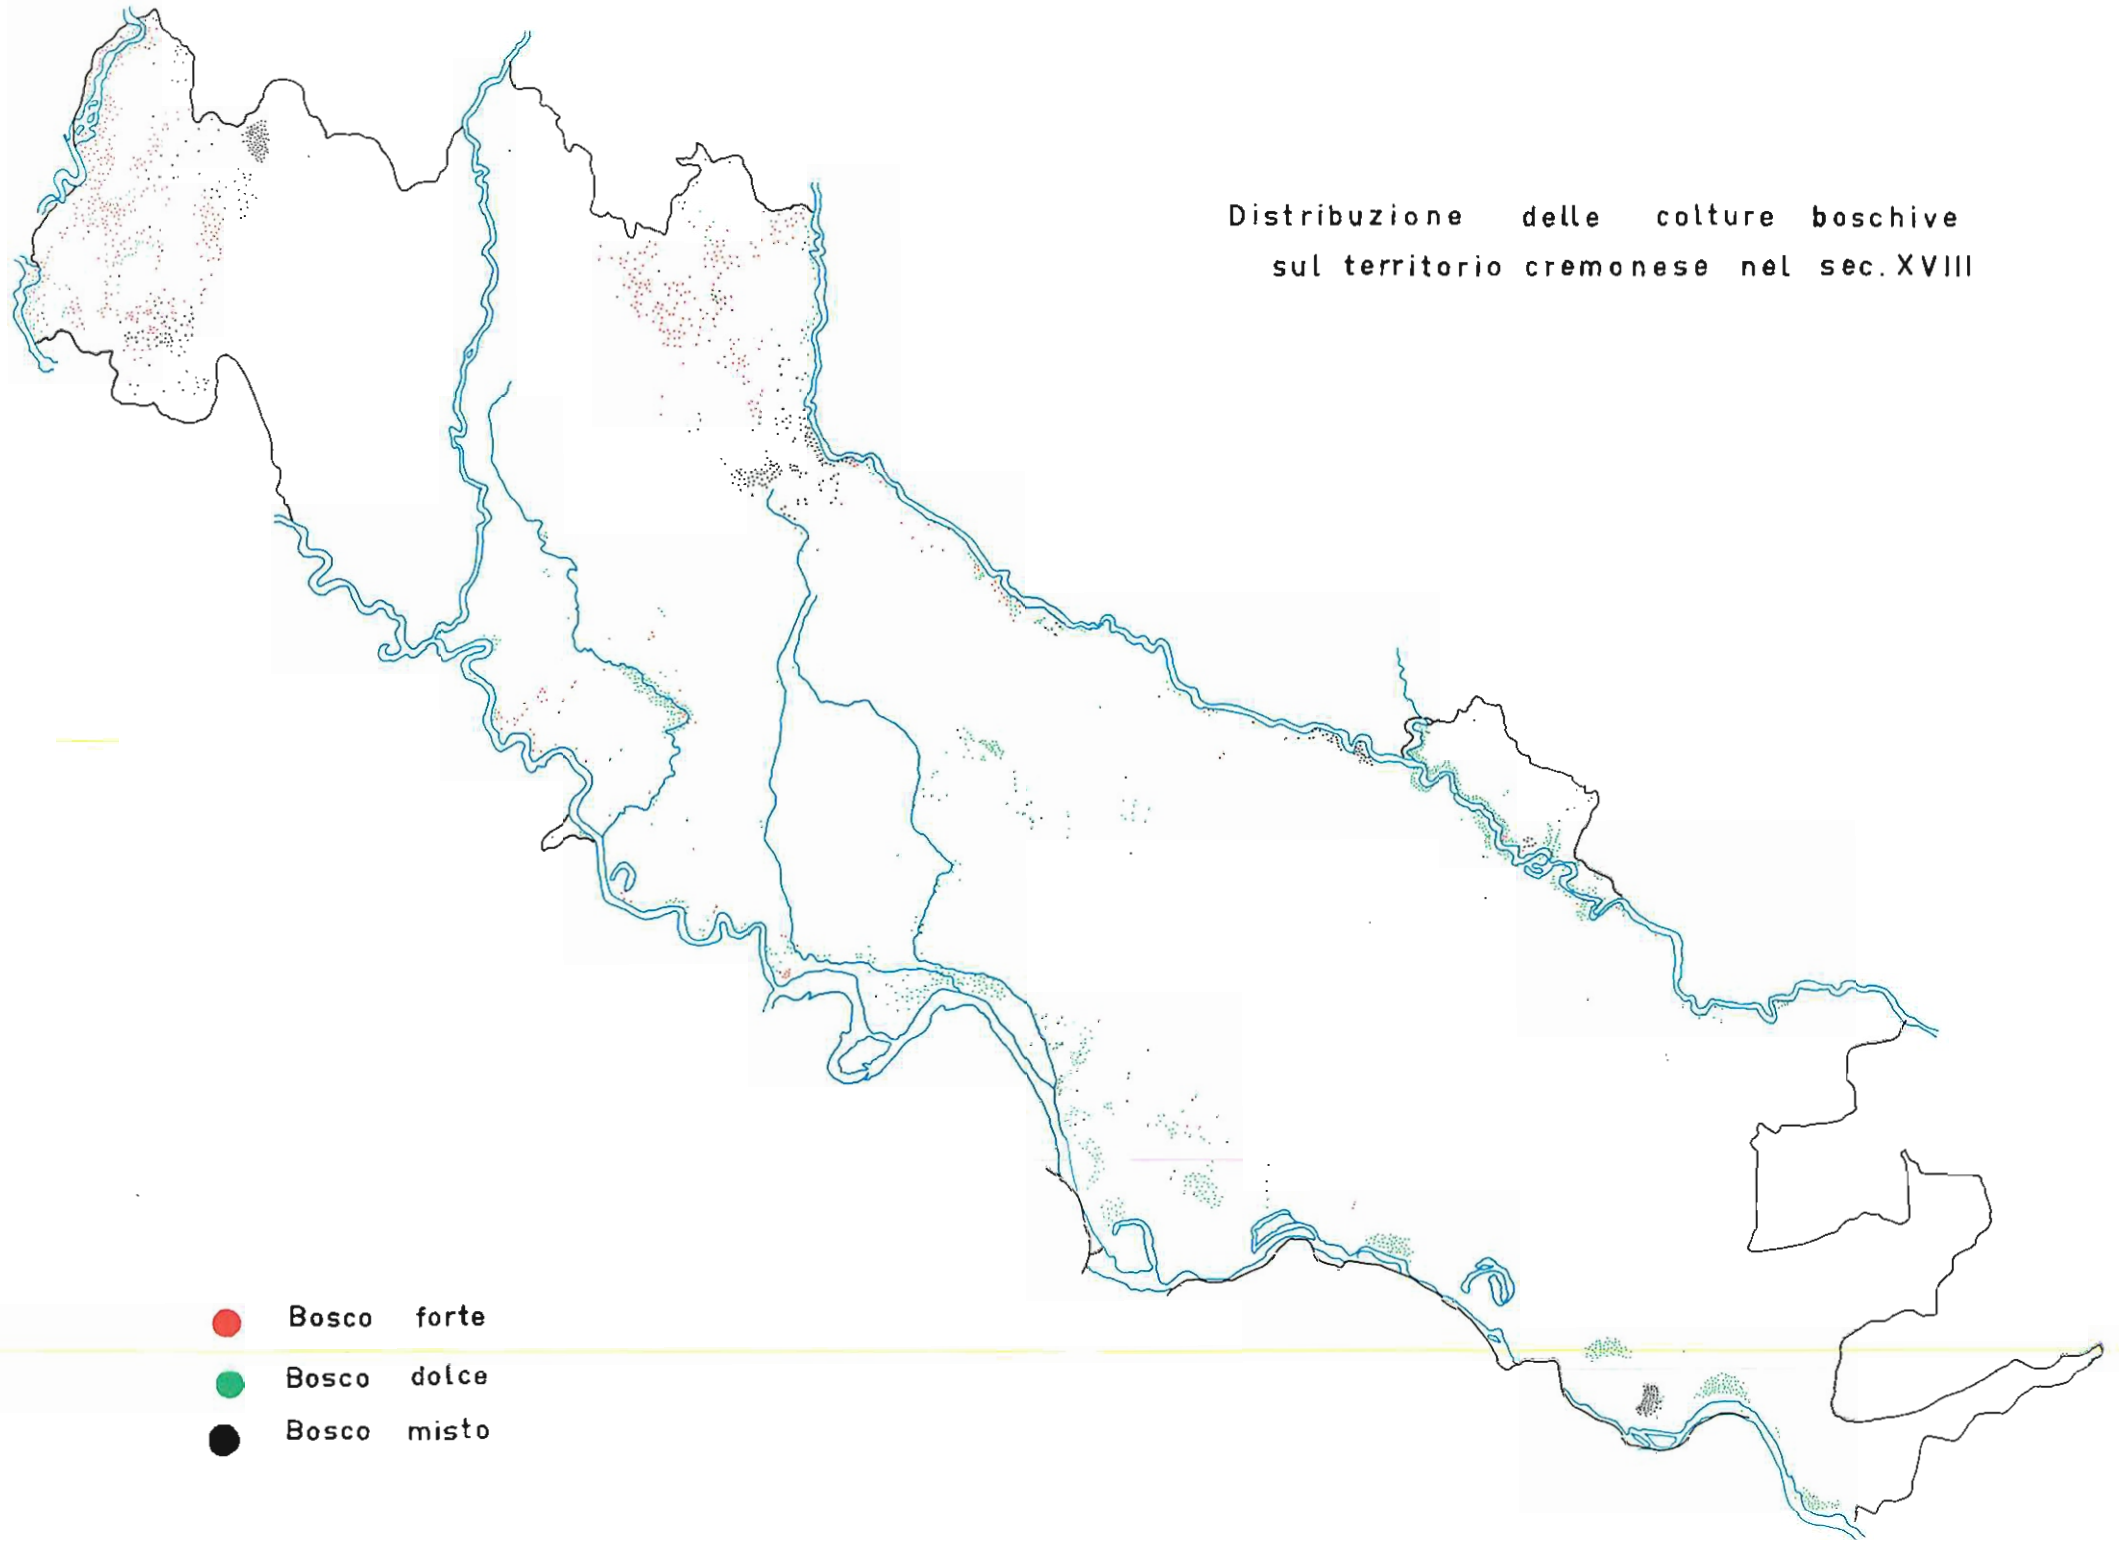 Distribuzione delle colture boschive
sul territorio cremonese nel sec. XVIII
Bosco forte
Bosco dolce
Bosco misto